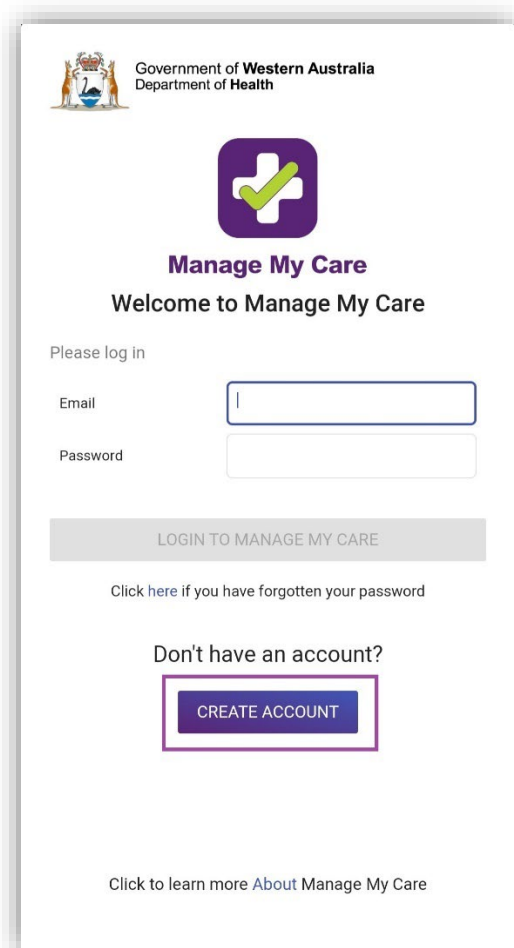 Government of Western Australia
Department of Health
Manage My Care
Welcome to Manage My Care
Please log in
Email
Password
LOGIN TO MANAGE MY CARE
Click here if you have forgotten your password
Don't have an account?
CREATE ACCOUNT
Click to learn more About Manage My Care